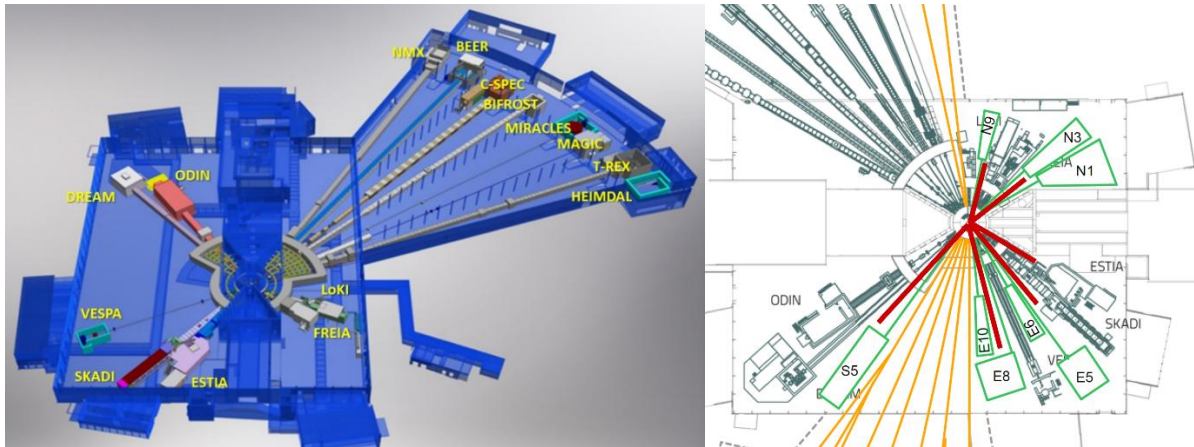 NMX
BEER
C-SPEC
BIFROST
MIRACLES
MAGIC
T-REX
HEIMDAL
ODIN
DREAM
LoKI
FREIA
VESPA
SKADI
ESTIA
N9
N3
N1
ESTIA
ODIN
SKADI
E10
E6
S5
E8
E5